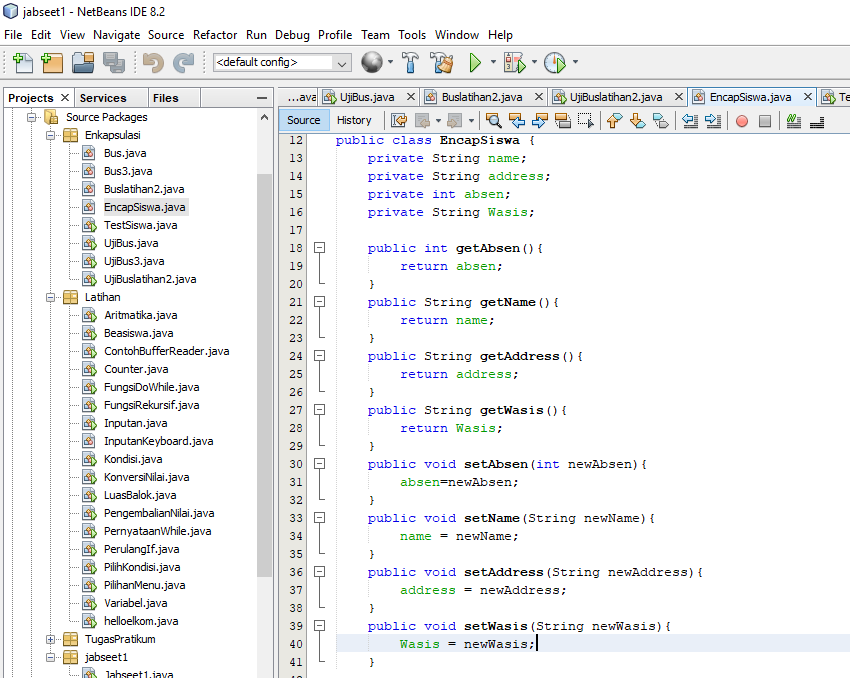 jabseet1 - NetBeans IDE 8.2
File Edit View Navigate Source Refactor Run Debug Profile Team Tools Window Help
<default config>
Projects Services Files
Source Packages
Enkapsulasi
Bus.java
Bus3.java
Buslatihan2.java
EncapSiswa.java
TestSiswa.java
UjiBus.java
UjiBus3.java
UjiBuslatihan2.java
Latihan
Aritmatika.java
Beasiswa.java
ContohBufferReader.java
Counter.java
FungsiDoWhile.java
FungsiRekursif.java
Inputan.java
InputanKeyboard.java
Kondisi.java
KonversiNilai.java
LuasBalok.java
PengembalianNilai.java
PernyataanWhile.java
PerulangIf.java
PilihKondisi.java
PilihanMenu.java
Variabel.java
helloelkom.java
TugasPratikum
jabseet1
Jabseet1.java
...ava UjiBus.java Buslatihan2.java UjiBuslatihan2.java EncapSiswa.java Te
Source History
12 public class EncapSiswa {
13 private String name;
14 private String address;
15 private int absen;
16 private String Wasis;
17
18 public int getAbsen(){
19 return absen;
20 }
21 public String getName(){
22 return name;
23 }
24 public String getAddress(){
25 return address;
26 }
27 public String getWasis(){
28 return Wasis;
29 }
30 public void setAbsen(int newAbsen){
31 absen=newAbsen;
32 }
33 public void setName(String newName){
34 name = newName;
35 }
36 public void setAddress(String newAddress){
37 address = newAddress;
38 }
39 public void setWasis(String newWasis){
40 Wasis = newWasis;
41 }